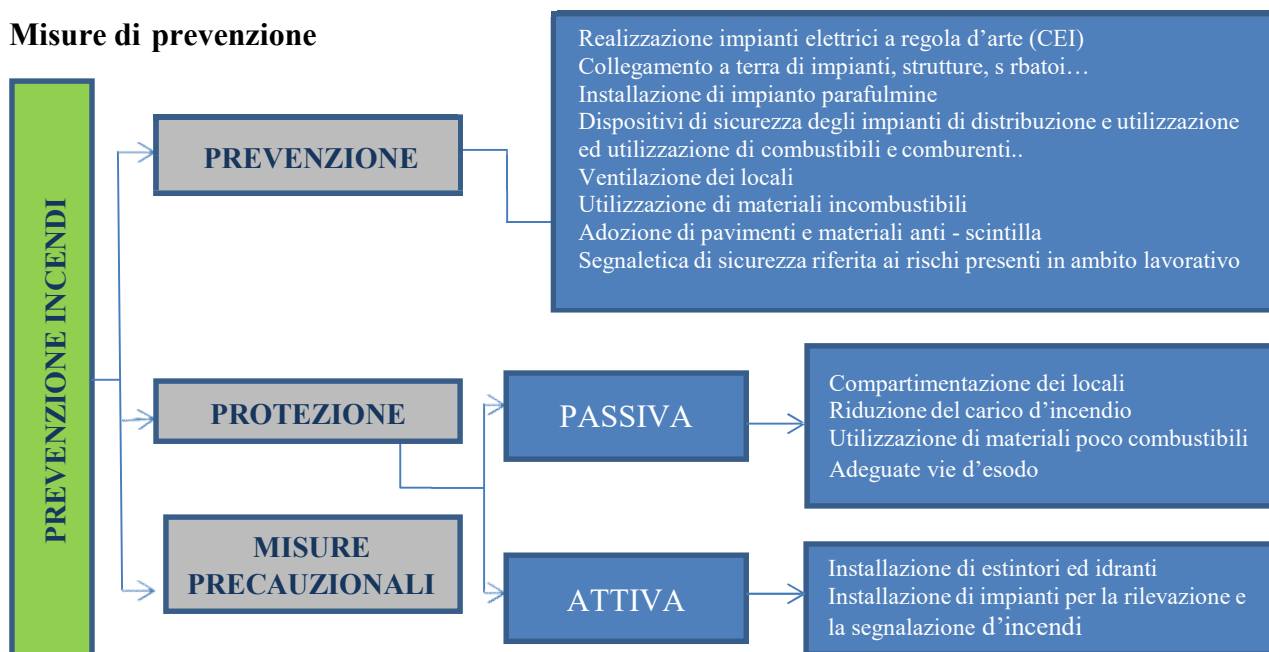 Misure di prevenzione
PREVENZIONE INCENDI
PREVENZIONE
Realizzazione impianti elettrici a regola d’arte (CEI)
Collegamento a terra di impianti, strutture, s rbatoi…
Installazione di impianto parafulmine
Dispositivi di sicurezza degli impianti di distribuzione e utilizzazione
ed utilizzazione di combustibili e comburenti..
Ventilazione dei locali
Utilizzazione di materiali incombustibili
Adozione di pavimenti e materiali anti - scintilla
Segnaletica di sicurezza riferita ai rischi presenti in ambito lavorativo
PROTEZIONE
PASSIVA
Compartimentazione dei locali
Riduzione del carico d’incendio
Utilizzazione di materiali poco combustibili
Adeguate vie d’esodo
MISURE
PRECAUZIONALI
ATTIVA
Installazione di estintori ed idranti
Installazione di impianti per la rilevazione e
la segnalazione d’incendi